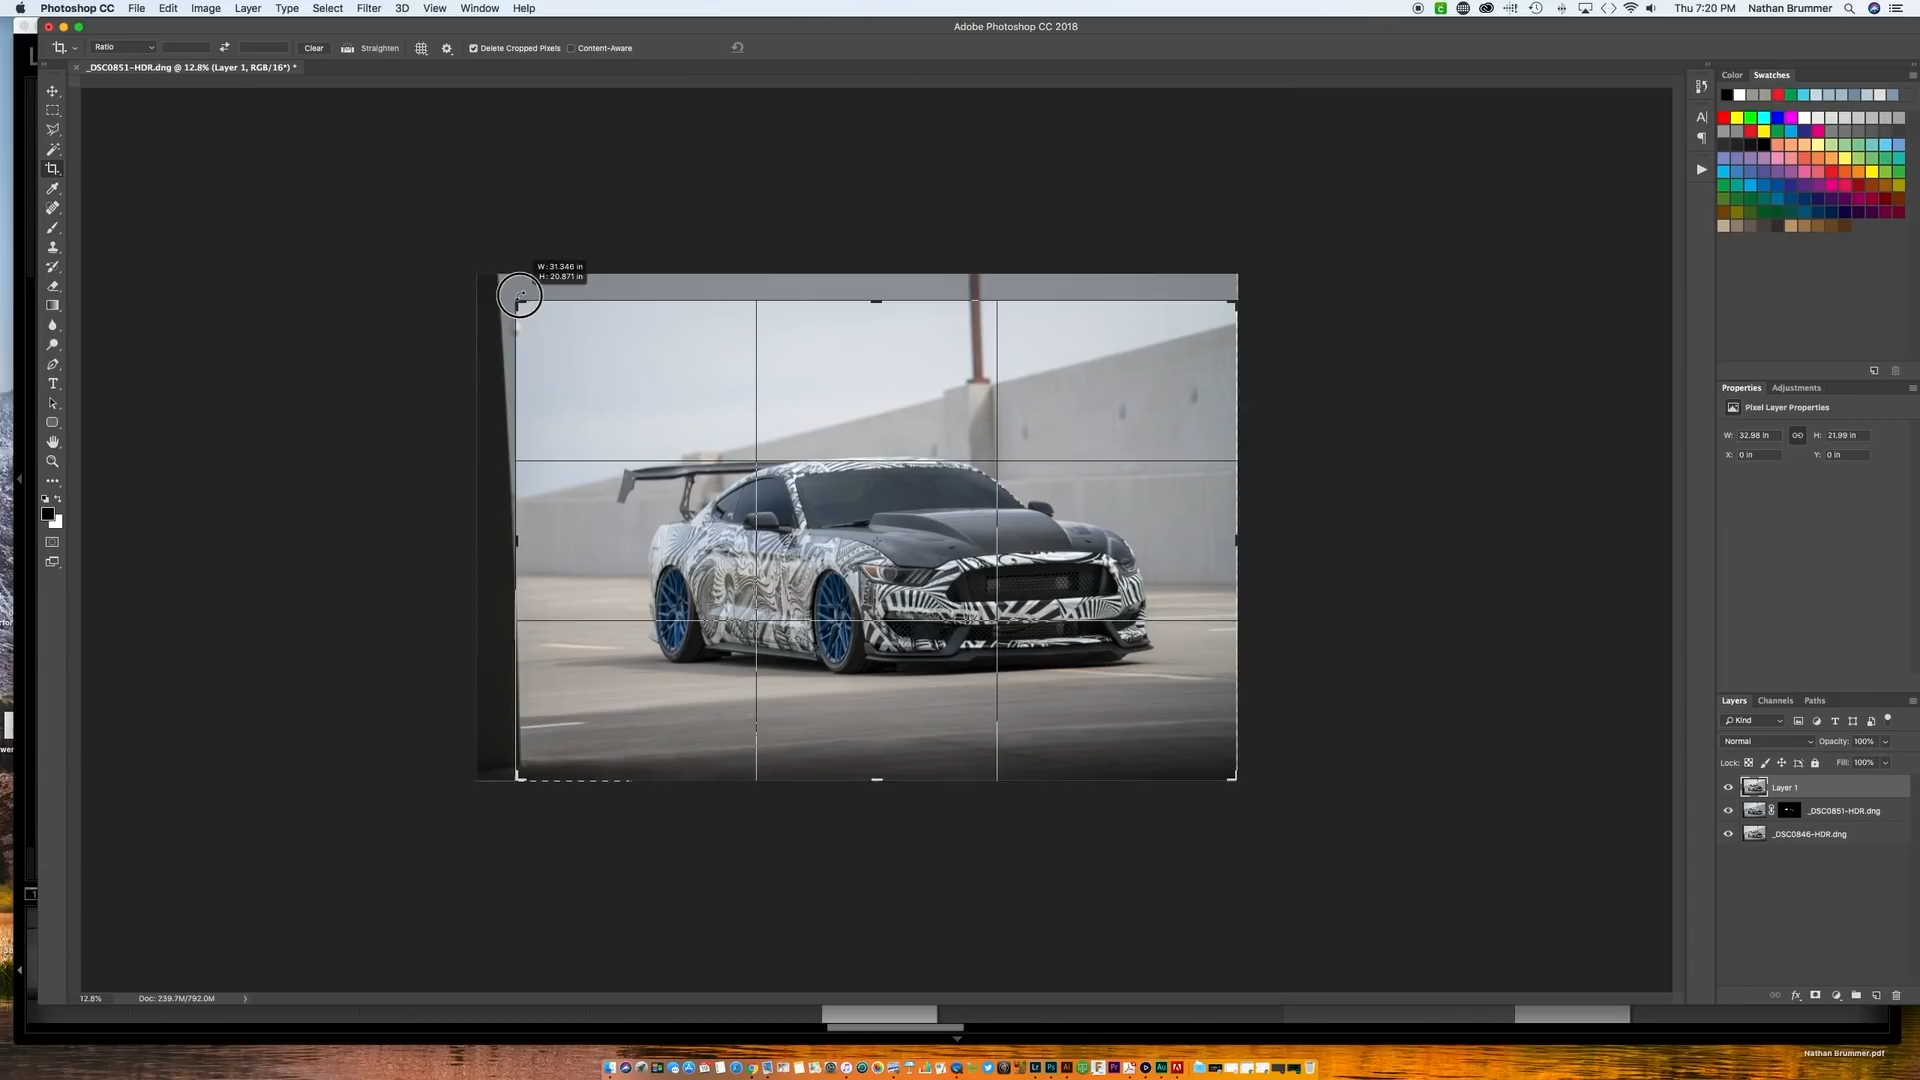 Photoshop CC File Edit Image Layer Type Select Filter 3D View Window Help Thu 7:20 PM Nathan Brummer
Adobe Photoshop CC 2018
Ratio Clear Straighten Delete Cropped Pixels Content-Aware
_DSC0851-HDR.dng @ 12.8% (Layer 1, RGB/16*) *
Color Swatches
W: 31.346 in
H: 20.871 in
Properties Adjustments
Pixel Layer Properties
W: 32.98 in H: 21.99 in
X: 0 in Y: 0 in
Layers Channels Paths
Kind
Normal Opacity: 100%
Lock: Fill: 100%
Layer 1
_DSC0851-HDR.dng
_DSC0846-HDR.dng
12.8% Doc: 239.7M/792.0M
Nathan Brummer.pdf